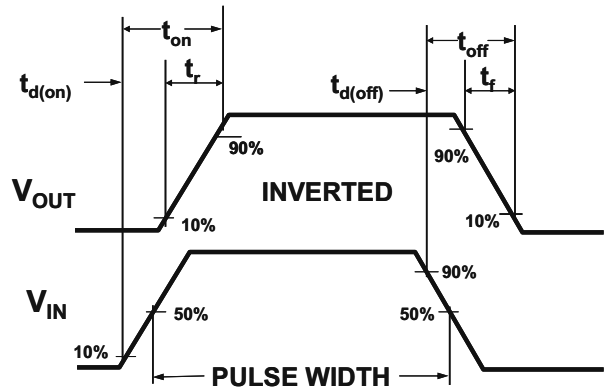 t_on
t_off
t_d(on)
t_r
t_d(off)
t_f
90%
90%
V_OUT
INVERTED
10%
10%
90%
V_IN
50%
50%
10%
PULSE WIDTH